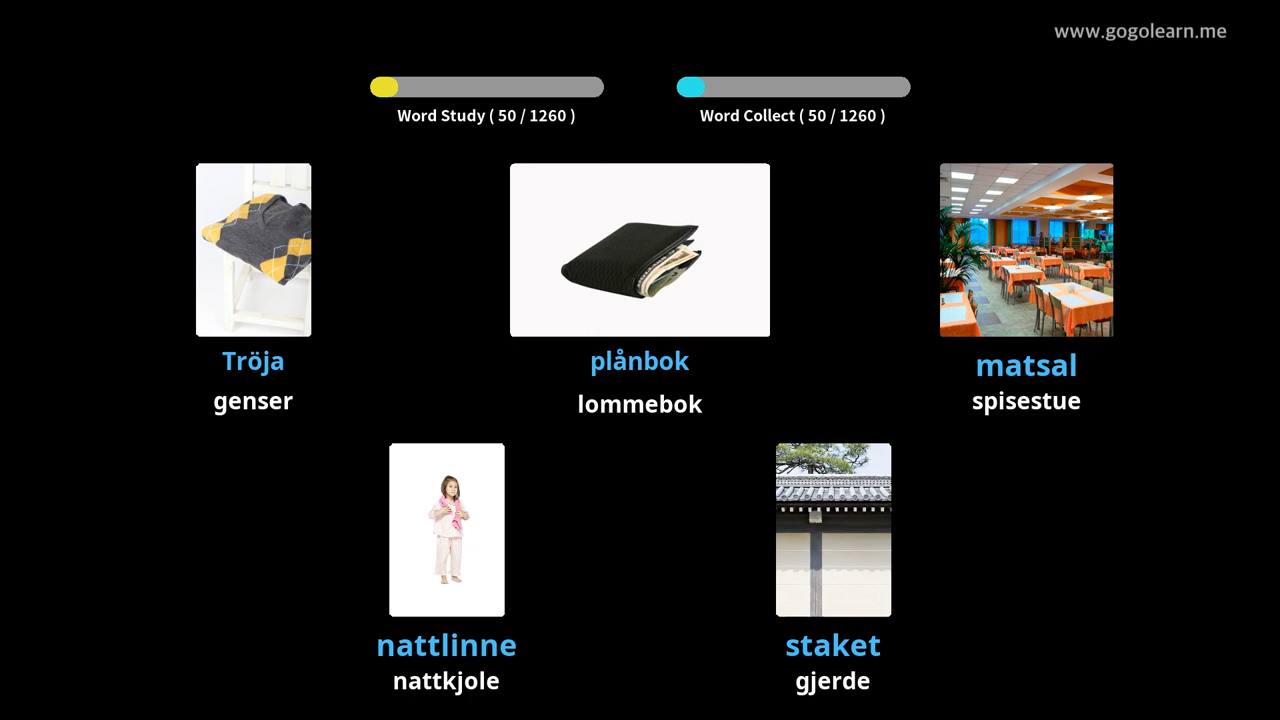 www.gogolearn.me
Word Study ( 50 / 1260 )
Word Collect ( 50 / 1260 )
Tröja
genser
plånbok
lommebok
matsal
spisestue
nattlinne
nattkjole
staket
gjerde